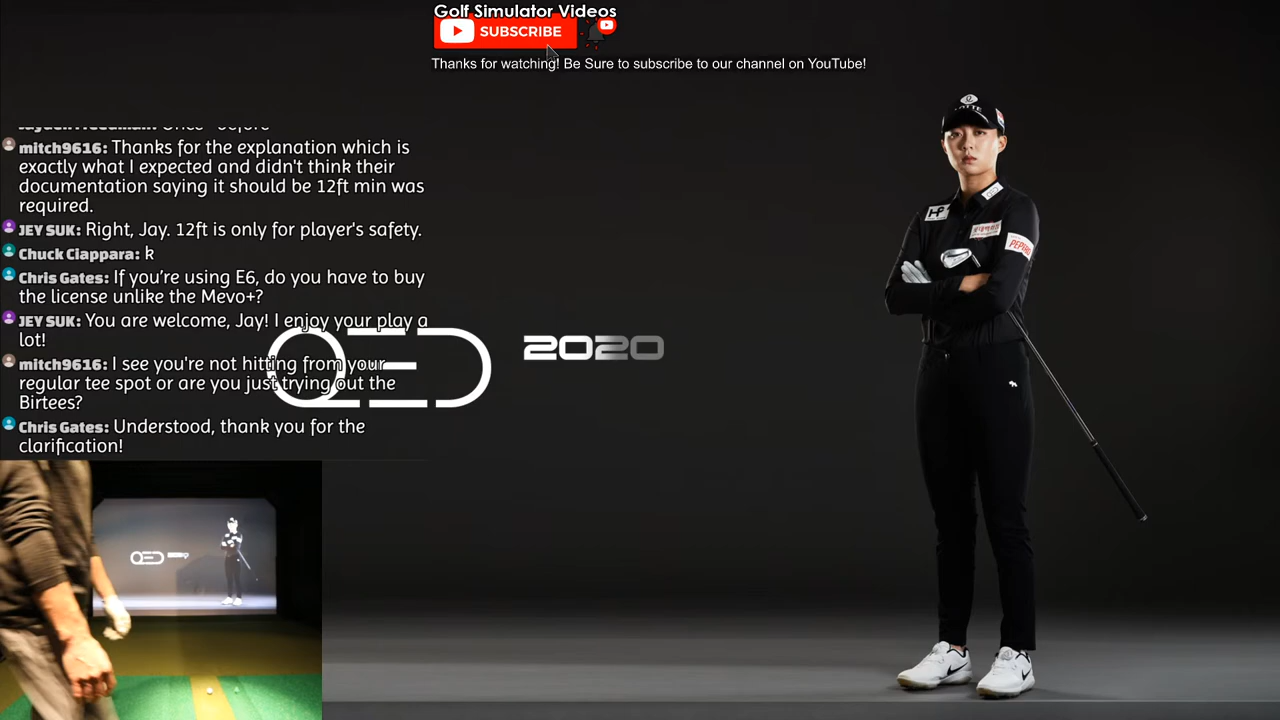 Golf Simulator Videos
SUBSCRIBE
Thanks for watching! Be Sure to subscribe to our channel on YouTube!
mitch9616: Thanks for the explanation which is
exactly what I expected and didn't think their
documentation saying it should be 12ft min was
required.
JEY SUK: Right, Jay. 12ft is only for player's safety.
Chuck Ciappara: k
Chris Gates: If you're using E6, do you have to buy
the license unlike the Mevo+?
JEY SUK: You are welcome, Jay! I enjoy your play a
lot!
mitch9616: I see you're not hitting from your
regular tee spot or are you just trying out the
Birtees?
Chris Gates: Understood, thank you for the
clarification!
QED 2020
QED